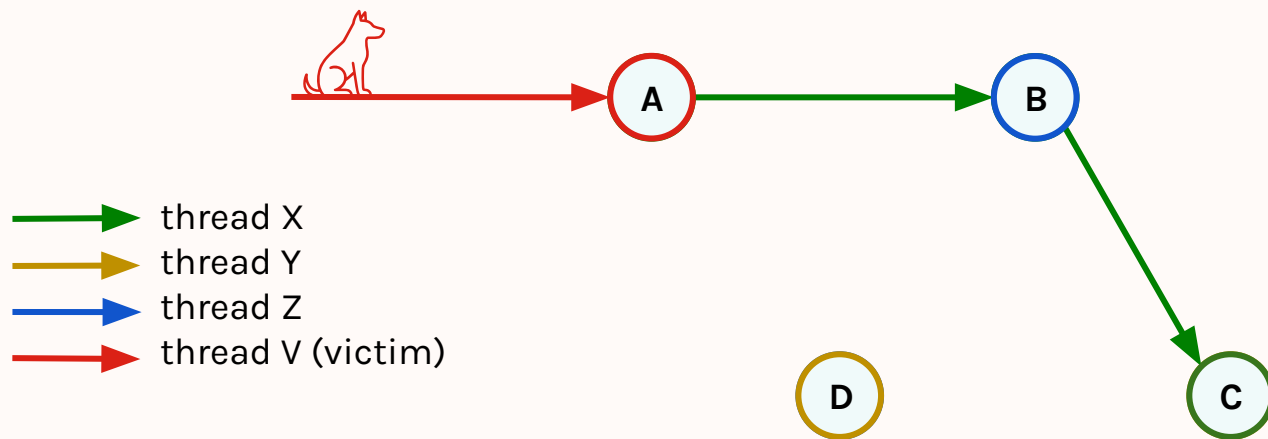 A
B
thread X
thread Y
thread Z
thread V (victim)
D
C